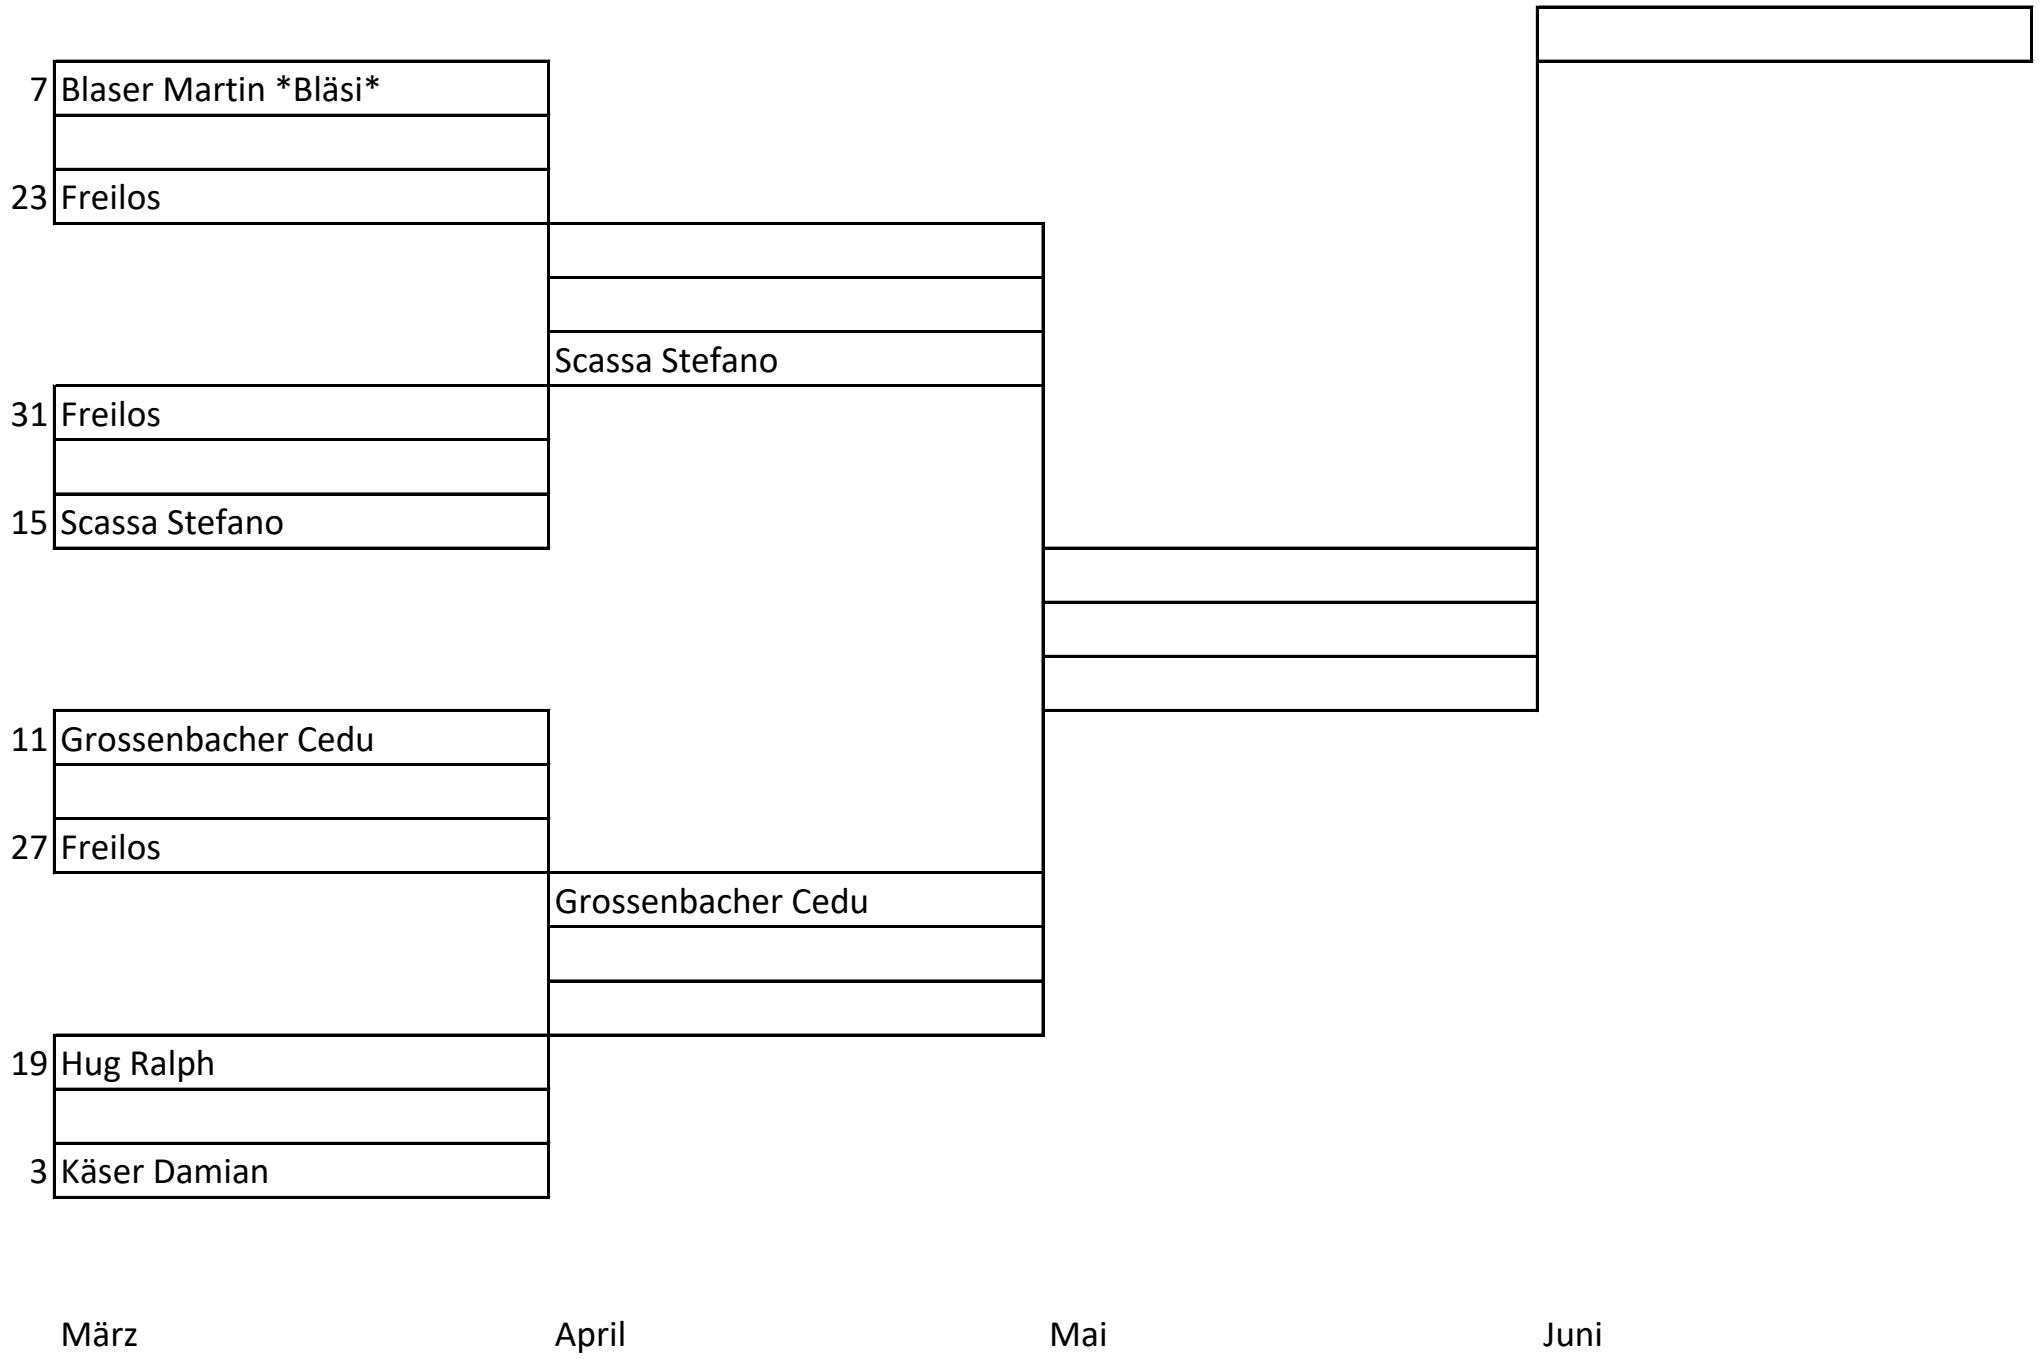 7 Blaser Martin *Bläsi*
23 Freilos
Scassa Stefano
31 Freilos
15 Scassa Stefano
11 Grossenbacher Cedu
27 Freilos
Grossenbacher Cedu
19 Hug Ralph
3 Käser Damian
März April Mai Juni